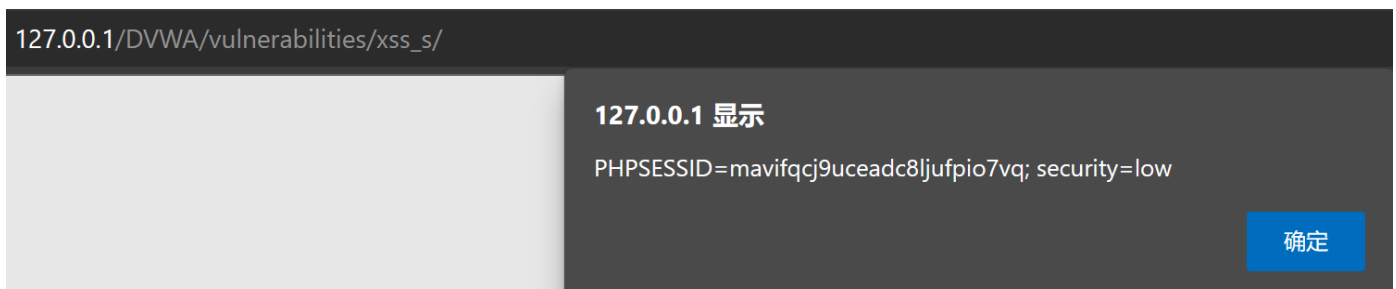 127.0.0.1/DVWA/vulnerabilities/xss_s/
127.0.0.1 显示
PHPSESSID=mavifqcj9uceadc8ljufpio7vq; security=low
确定